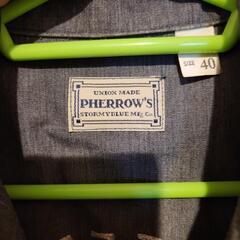 UNION MADE
PHERROW'S
STORMYBLUE MFG Co.
SIZE 40